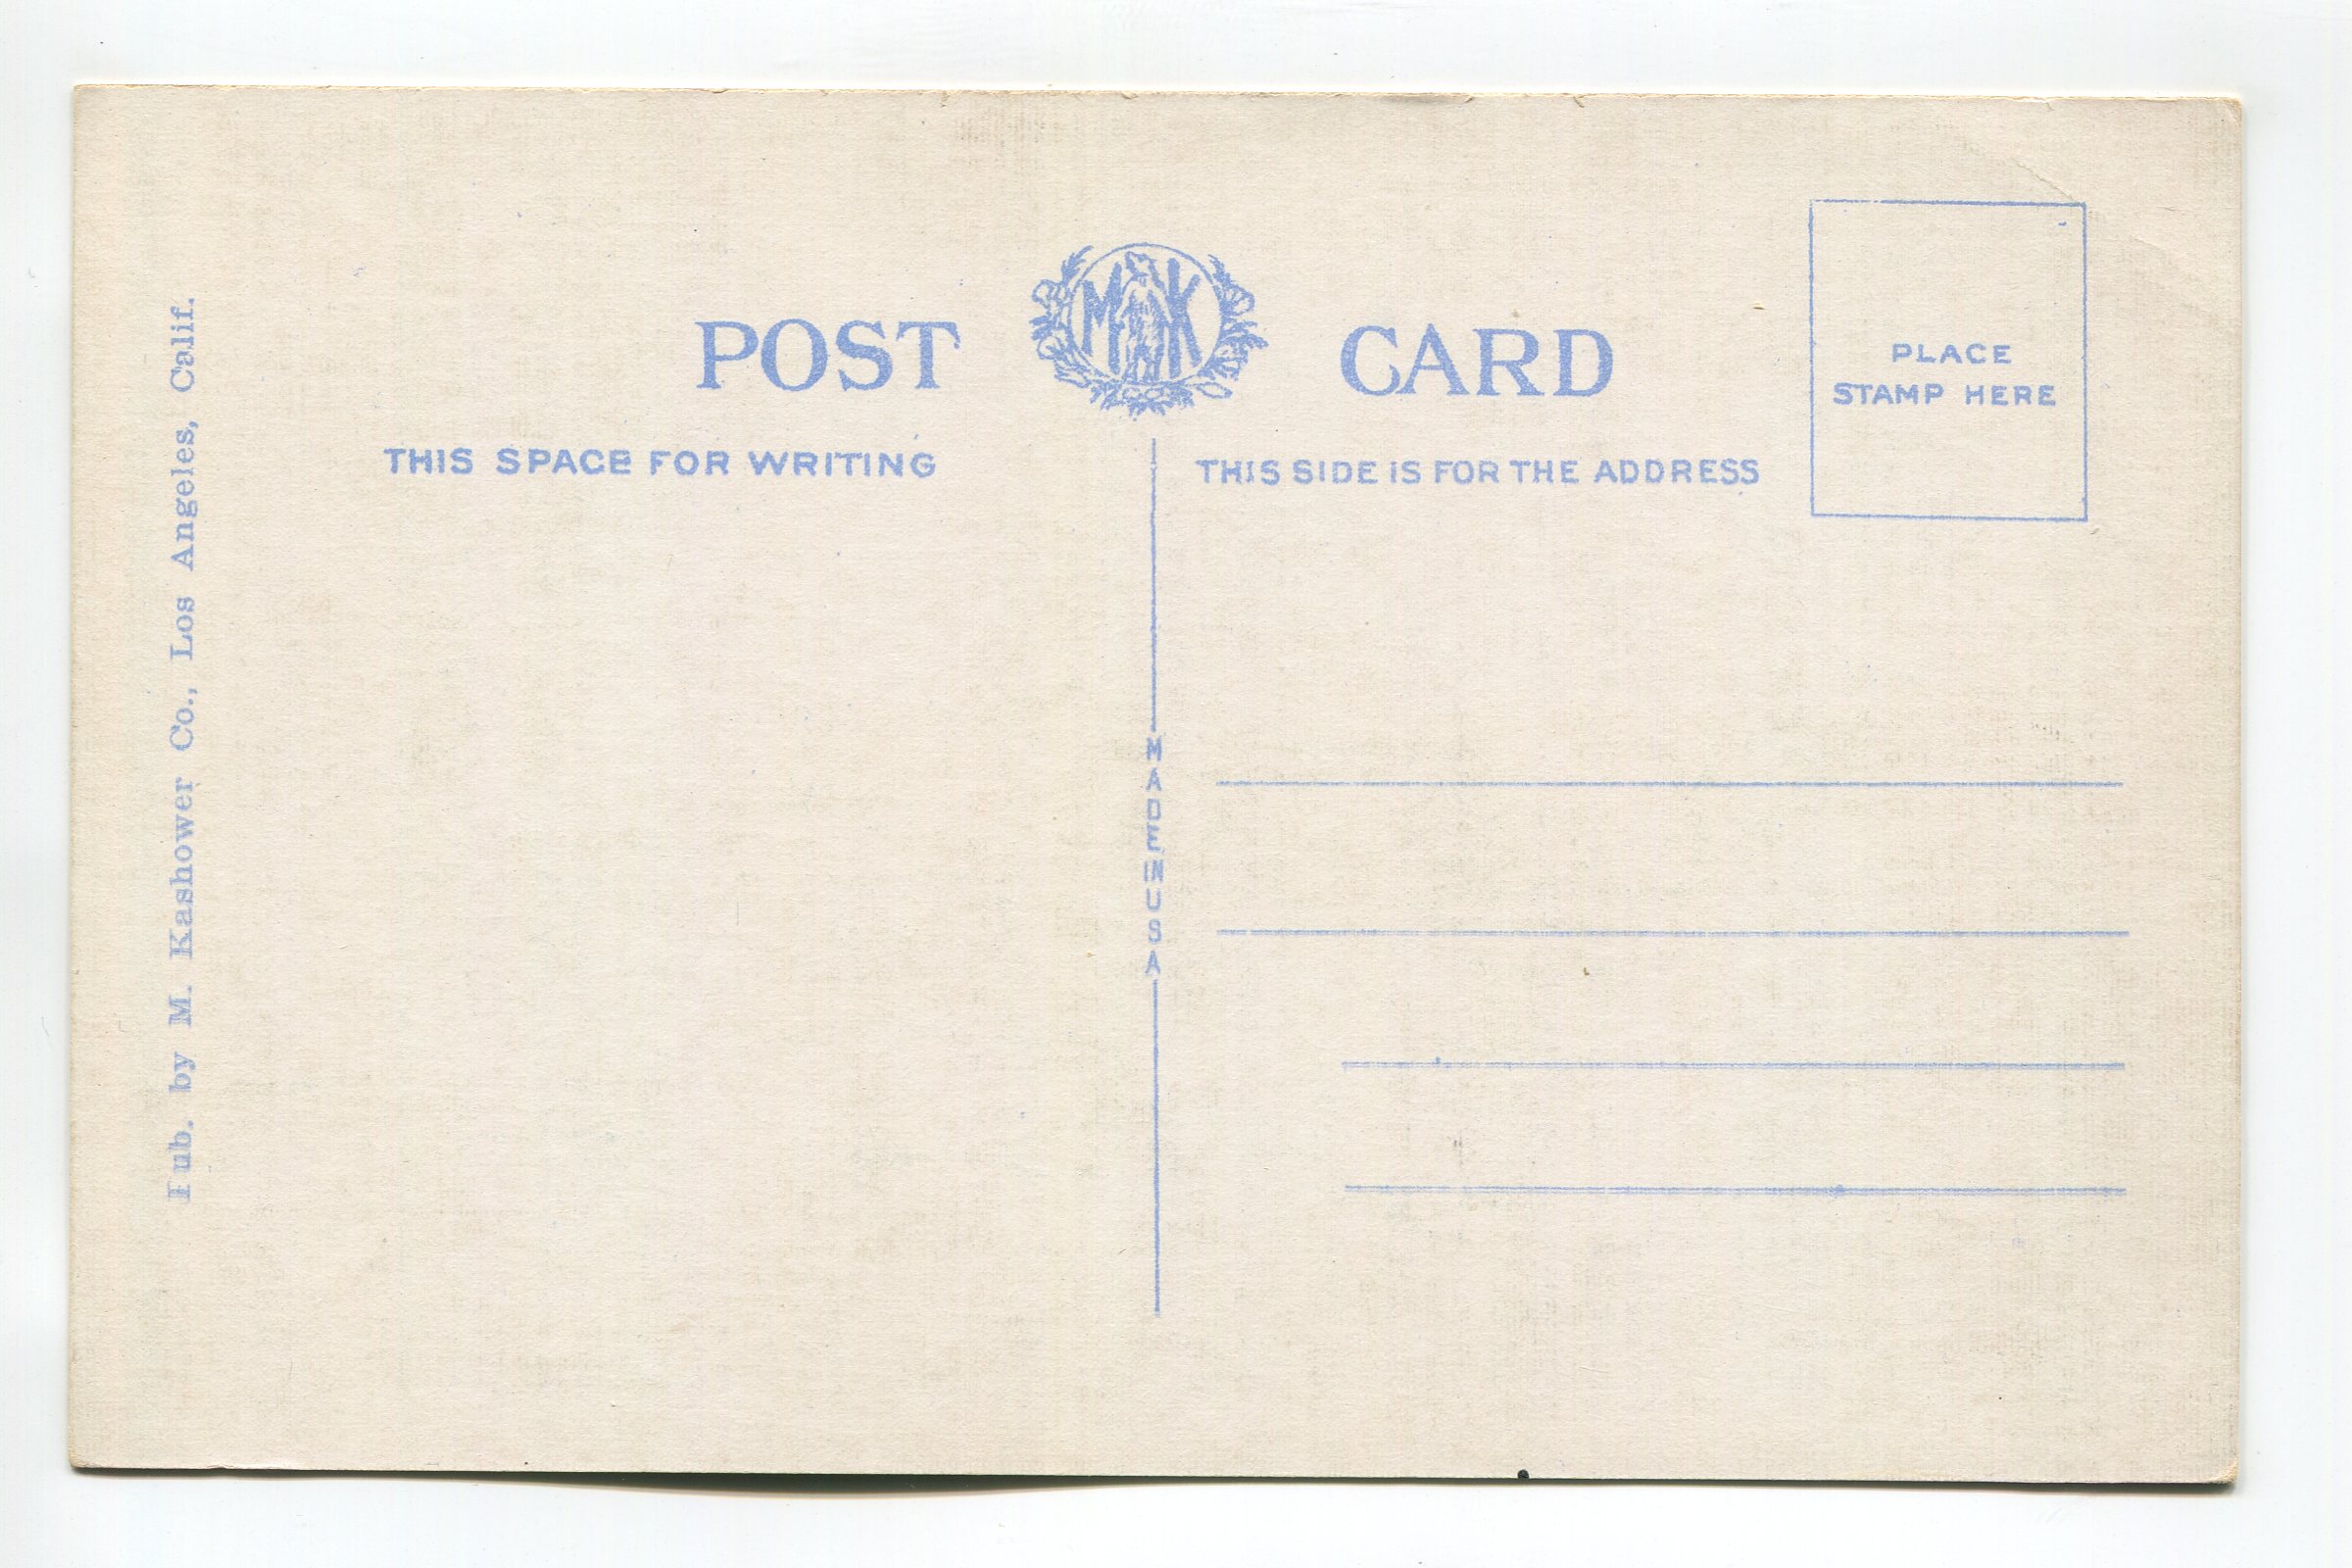 Pub. by M. Kashower Co., Los Angeles, Calif.
POST MK CARD
PLACE
STAMP HERE
THIS SPACE FOR WRITING
THIS SIDE IS FOR THE ADDRESS
MADE IN USA